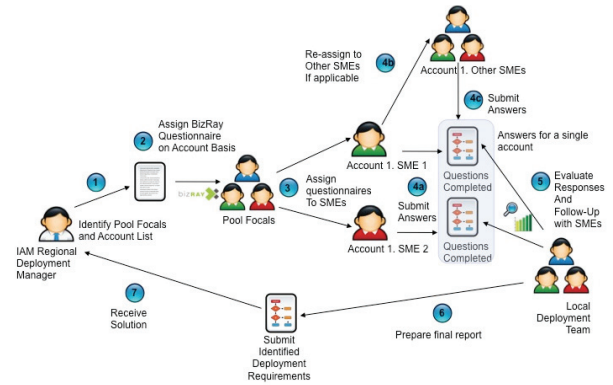 Re-assign to
Other SMEs
If applicable
4b
Account 1. Other SMEs
4c
Submit
Answers
2
Assign BizRay
Questionnaire
on Account Basis
Answers for a single
account
Account 1. SME 1
Questions
Completed
1
bizRAY
3
Assign
questionnaires
To SMEs
4a
Submit
Answers
5
Evaluate
Responses
And
Follow-Up
with SMEs
Pool Focals
Identify Pool Focals
and Account List
IAM Regional
Deployment
Manager
Account 1. SME 2
Questions
Completed
7
Receive
Solution
Local
Deployment
Team
6
Prepare final report
Submit
Identified
Deployment
Requirements